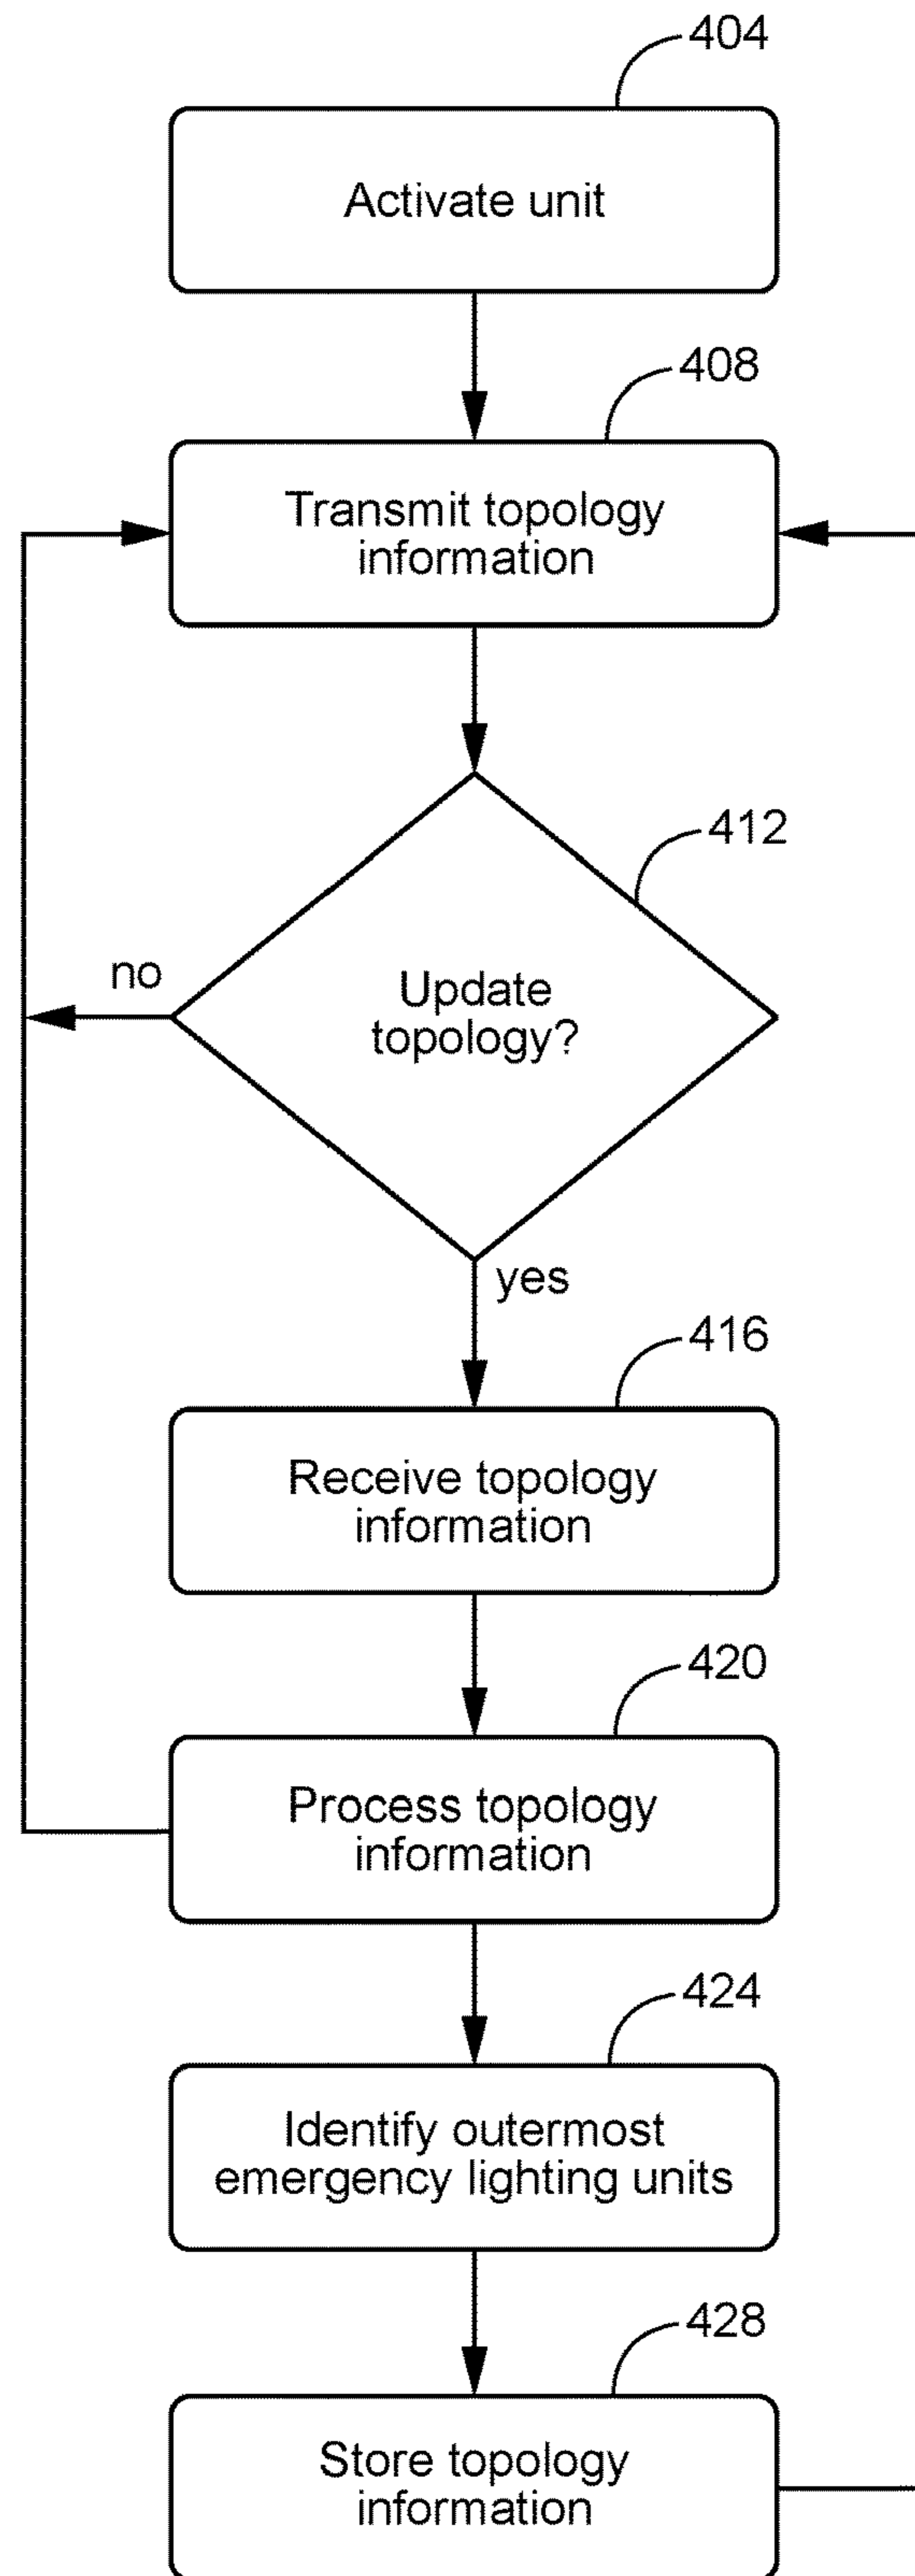 404
Activate unit
408
Transmit topology
information
412
no
Update
topology?
yes
416
Receive topology
information
420
Process topology
information
424
Identify outermost
emergency lighting units
428
Store topology
information